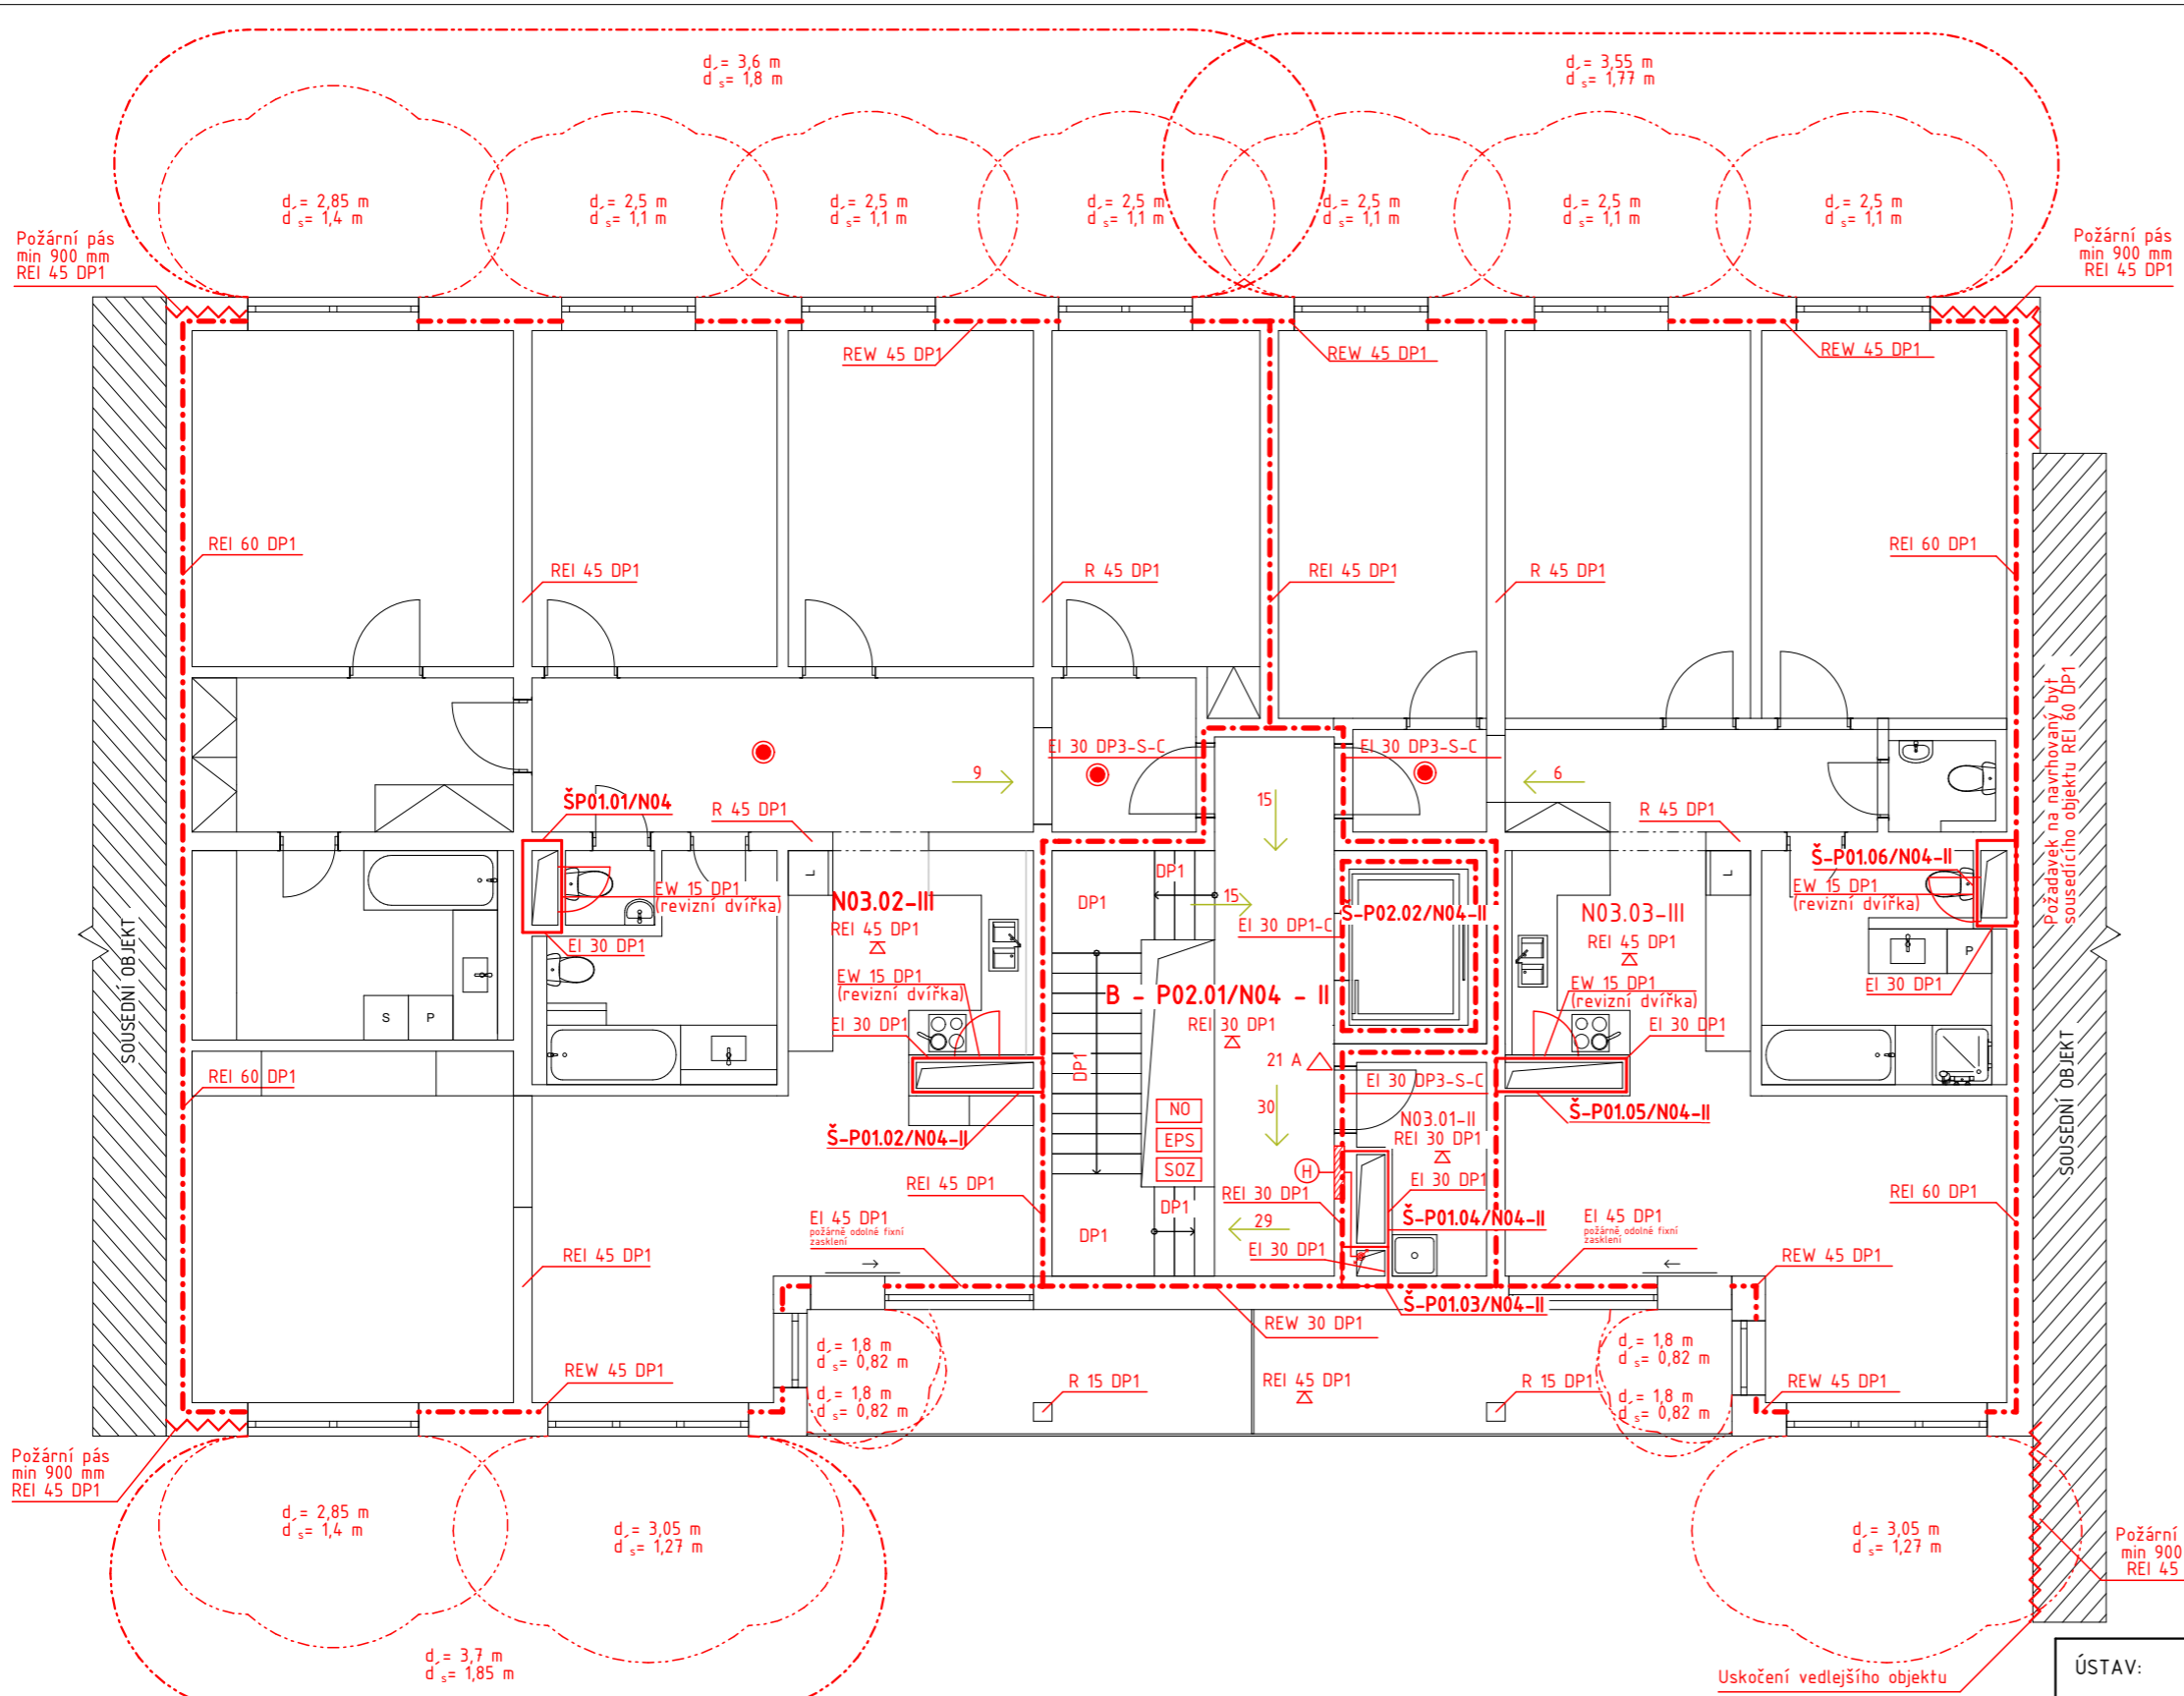 d,= 3,6 m
d s= 1,8 m
d,= 3,55 m
d s= 1,77 m
d,= 2,85 m
d s= 1,4 m
d,= 2,5 m
d s= 1,1 m
d,= 2,5 m
d s= 1,1 m
d,= 2,5 m
d s= 1,1 m
d,= 2,5 m
d s= 1,1 m
d,= 2,5 m
d s= 1,1 m
d,= 2,5 m
d s= 1,1 m
Požární pás
min 900 mm
REI 45 DP1
Požární pás
min 900 mm
REI 45 DP1
REW 45 DP1
REW 45 DP1
REW 45 DP1
REI 60 DP1
REI 45 DP1
R 45 DP1
REI 45 DP1
R 45 DP1
REI 60 DP1
EI 30 DP3-S-C
EI 30 DP3-S-C
9
6
15
ŠP01.01/N04
R 45 DP1
R 45 DP1
Požadavek na navrhovaný byt
sousedícího objektu REI 60 DP1
L
L
DP1
DP1
15
EW 15 DP1
(revizní dvířka)
EI 30 DP1
N03.02-III
REI 45 DP1
EI 30 DP1-C
Š-P02.02/N04-II
N03.03-III
REI 45 DP1
Š-P01.06/N04-II
EW 15 DP1
(revizní dvířka)
P
EI 30 DP1
SOUSEDNÍ OBJEKT
SOUSEDNÍ OBJEKT
S
P
EW 15 DP1
(revizní dvířka)
EI 30 DP1
B - P02.01/N04 - II
REI 30 DP1
EW 15 DP1
(revizní dvířka)
EI 30 DP1
DP1
21 A
EI 30 DP3-S-C
REI 60 DP1
Š-P01.02/N04-II
NO
EPS
SOZ
30
N03.01-II
REI 30 DP1
Š-P01.05/N04-II
H
REI 45 DP1
DP1
REI 30 DP1
EI 30 DP1
REI 60 DP1
EI 45 DP1
požárně odolné fixní
zasklení
DP1
29
Š-P01.04/N04-II
EI 45 DP1
požárně odolné fixní
zasklení
REI 45 DP1
EI 30 DP1
REW 45 DP1
Š-P01.03/N04-II
REW 30 DP1
d,= 1,8 m
d s= 0,82 m
d,= 1,8 m
d s= 0,82 m
REW 45 DP1
R 15 DP1
REI 45 DP1
R 15 DP1
d,= 1,8 m
d s= 0,82 m
d,= 1,8 m
d s= 0,82 m
REW 45 DP1
Požární pás
min 900 mm
REI 45 DP1
d,= 2,85 m
d s= 1,4 m
d,= 3,05 m
d s= 1,27 m
d,= 3,05 m
d s= 1,27 m
Požární
min 900
REI 45
d,= 3,7 m
d s= 1,85 m
Uskočení vedlejšího objektu
ÚSTAV: